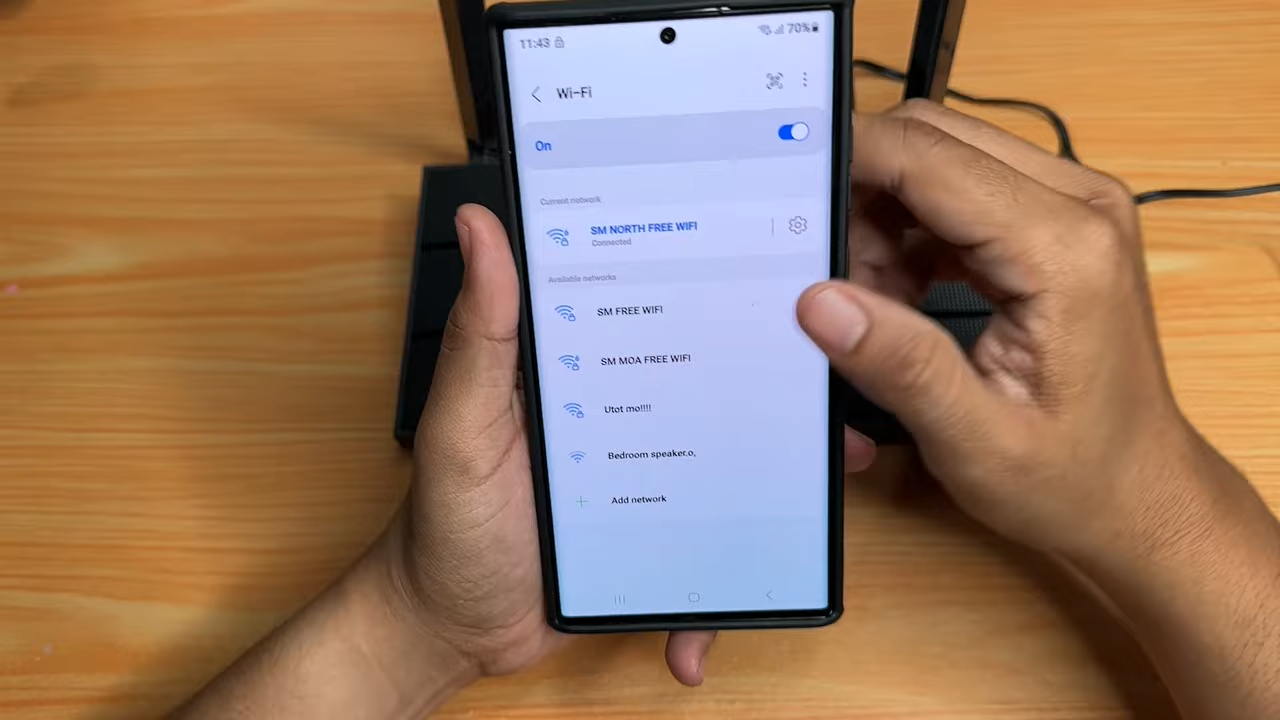 11:43
70%
Wi-Fi
On
Current network
SM NORTH FREE WIFI
Connected
Available networks
SM FREE WIFI
SM MOA FREE WIFI
Utot mo!!!!
Bedroom speaker.o,
Add network